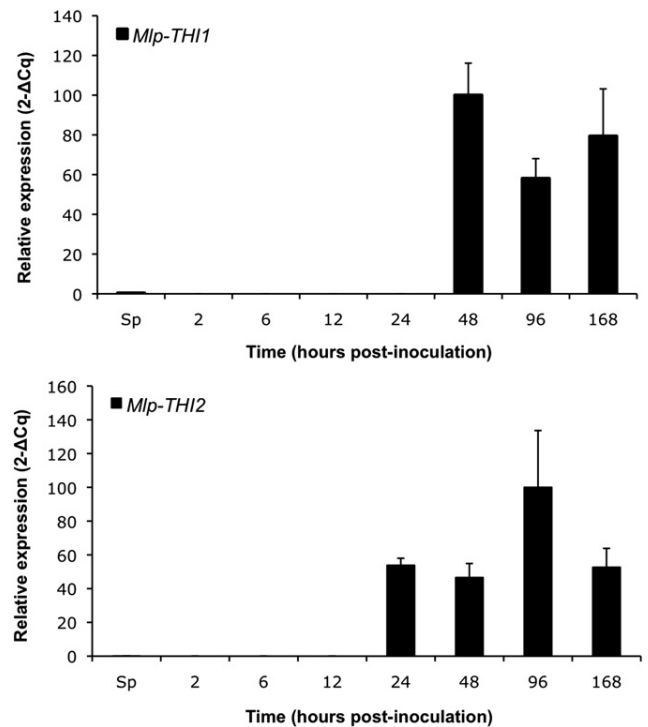 Mlp-THI1
Relative expression (2-ΔCq)
140
120
100
80
60
40
20
0
Sp 2 6 12 24 48 96 168
Time (hours post-inoculation)
Mlp-THI2
Relative expression (2-ΔCq)
160
140
120
100
80
60
40
20
0
Sp 2 6 12 24 48 96 168
Time (hours post-inoculation)